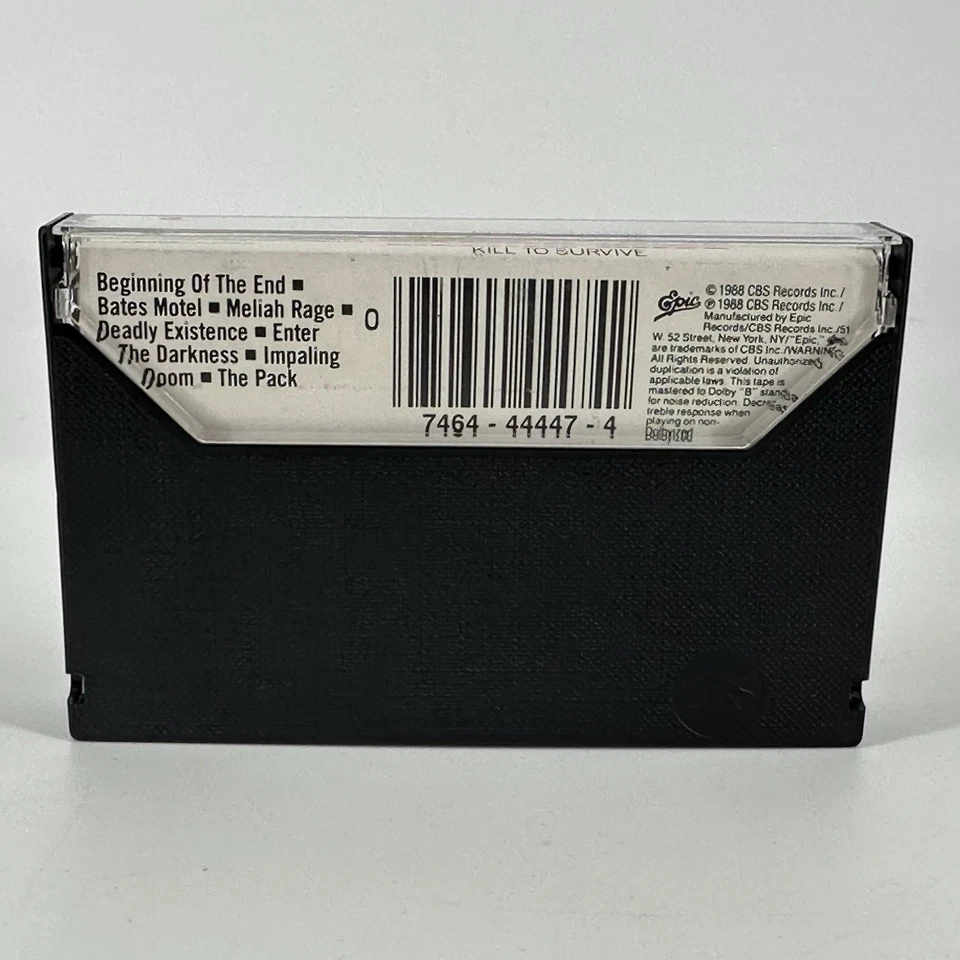 KILL TO SURVIVE
Beginning Of The End ■
Bates Motel ■ Meliah Rage ■
Deadly Existence ■ Enter
The Darkness ■ Impaling
Doom ■ The Pack
0
7464 - 44447 - 4
Epic
© 1988 CBS Records Inc./
℗ 1988 CBS Records Inc./
Manufactured by Epic
Records/CBS Records Inc./51
W. 52 Street, New York, NY/"Epic,"
are trademarks of CBS Inc./WARNING:
All Rights Reserved. Unauthorized
duplication is a violation of
applicable laws. This tape is
mastered to Dolby "B"
for noise reduction.
treble response when
playing on non-